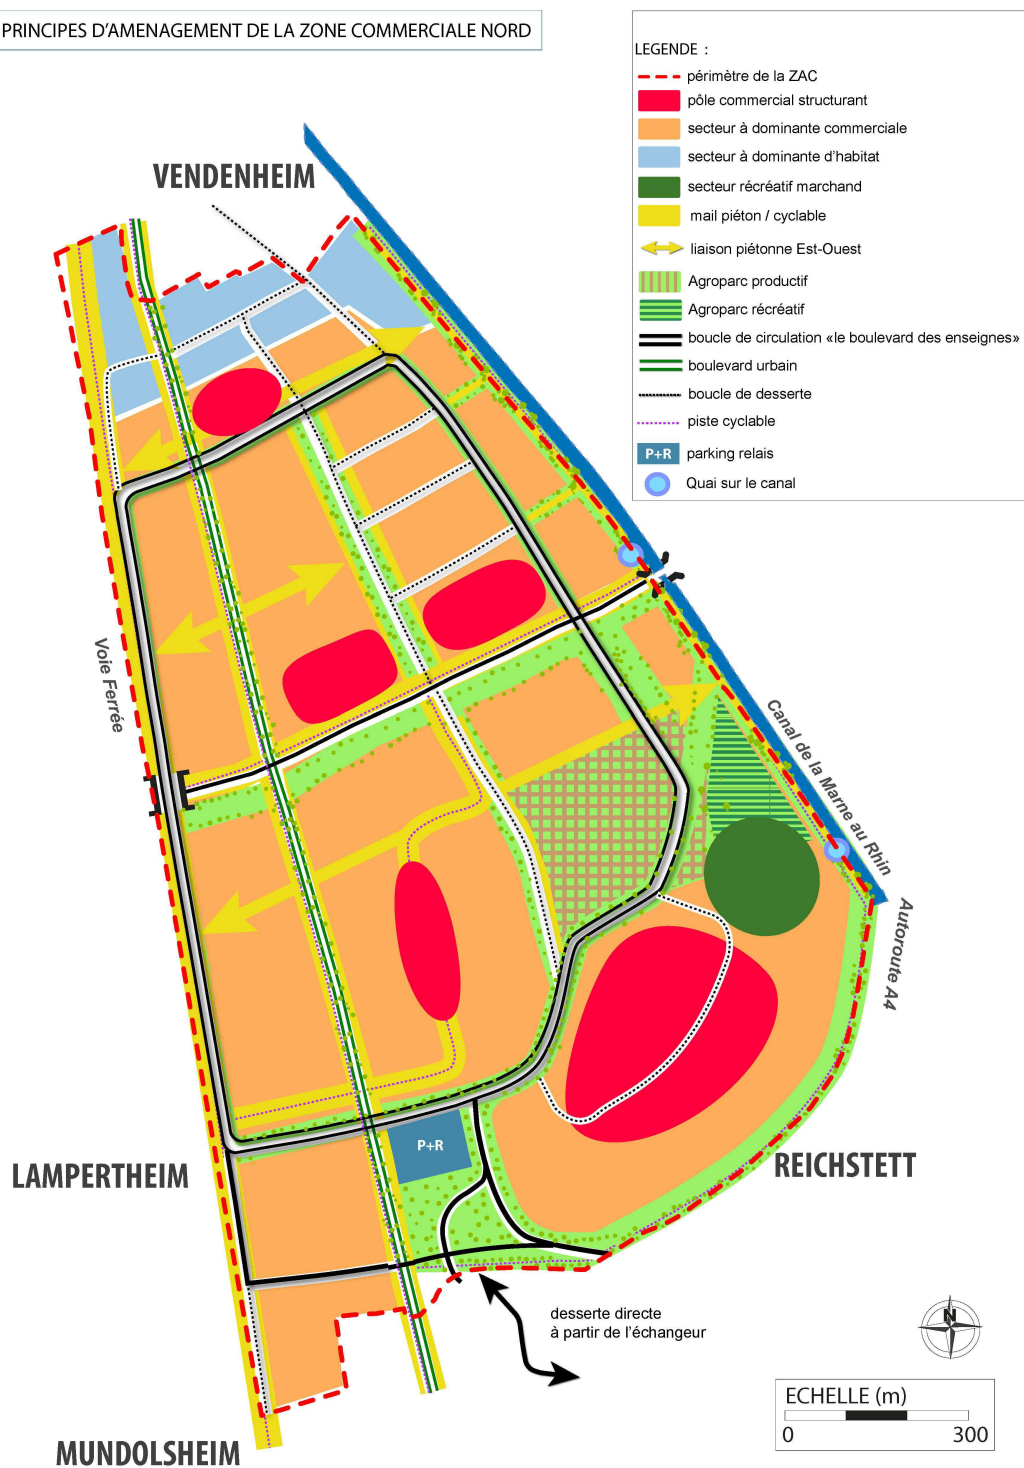 PRINCIPES D'AMENAGEMENT DE LA ZONE COMMERCIALE NORD
LEGENDE :
périmètre de la ZAC
pôle commercial structurant
secteur à dominante commerciale
secteur à dominante d'habitat
secteur récréatif marchand
mail piéton / cyclable
liaison piétonne Est-Ouest
Agroparc productif
Agroparc récréatif
boucle de circulation «le boulevard des enseignes»
boulevard urbain
boucle de desserte
piste cyclable
P+R parking relais
Quai sur le canal
VENDENHEIM
Voie Ferrée
Canal de la Marne au Rhin
Autoroute A4
P+R
LAMPERTHEIM
REICHSTETT
desserte directe
à partir de l'échangeur
N
ECHELLE (m)
0 300
MUNDOLSHEIM